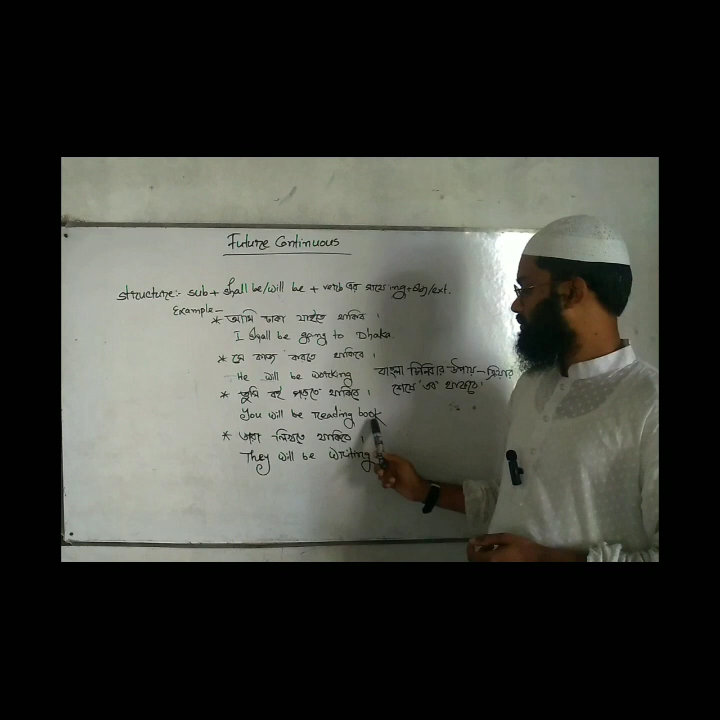 Future Continuous
structure:- sub + shall be/will be + verb এর সাথে ing + obj/ext.
Example—
* আমি ঢাকা যাইতে থাকিব ।
I shall be going to Dhaka
* সে কাজ করতে থাকিবে ।
He will be working
* তুমি বই পড়তে থাকিবে ।
You will be reading book
* তারা লিখতে থাকিবে ।
They will be writing
বাংলা চিনিবার উপায় – ক্রিয়ার
শেষে থাকিবে।